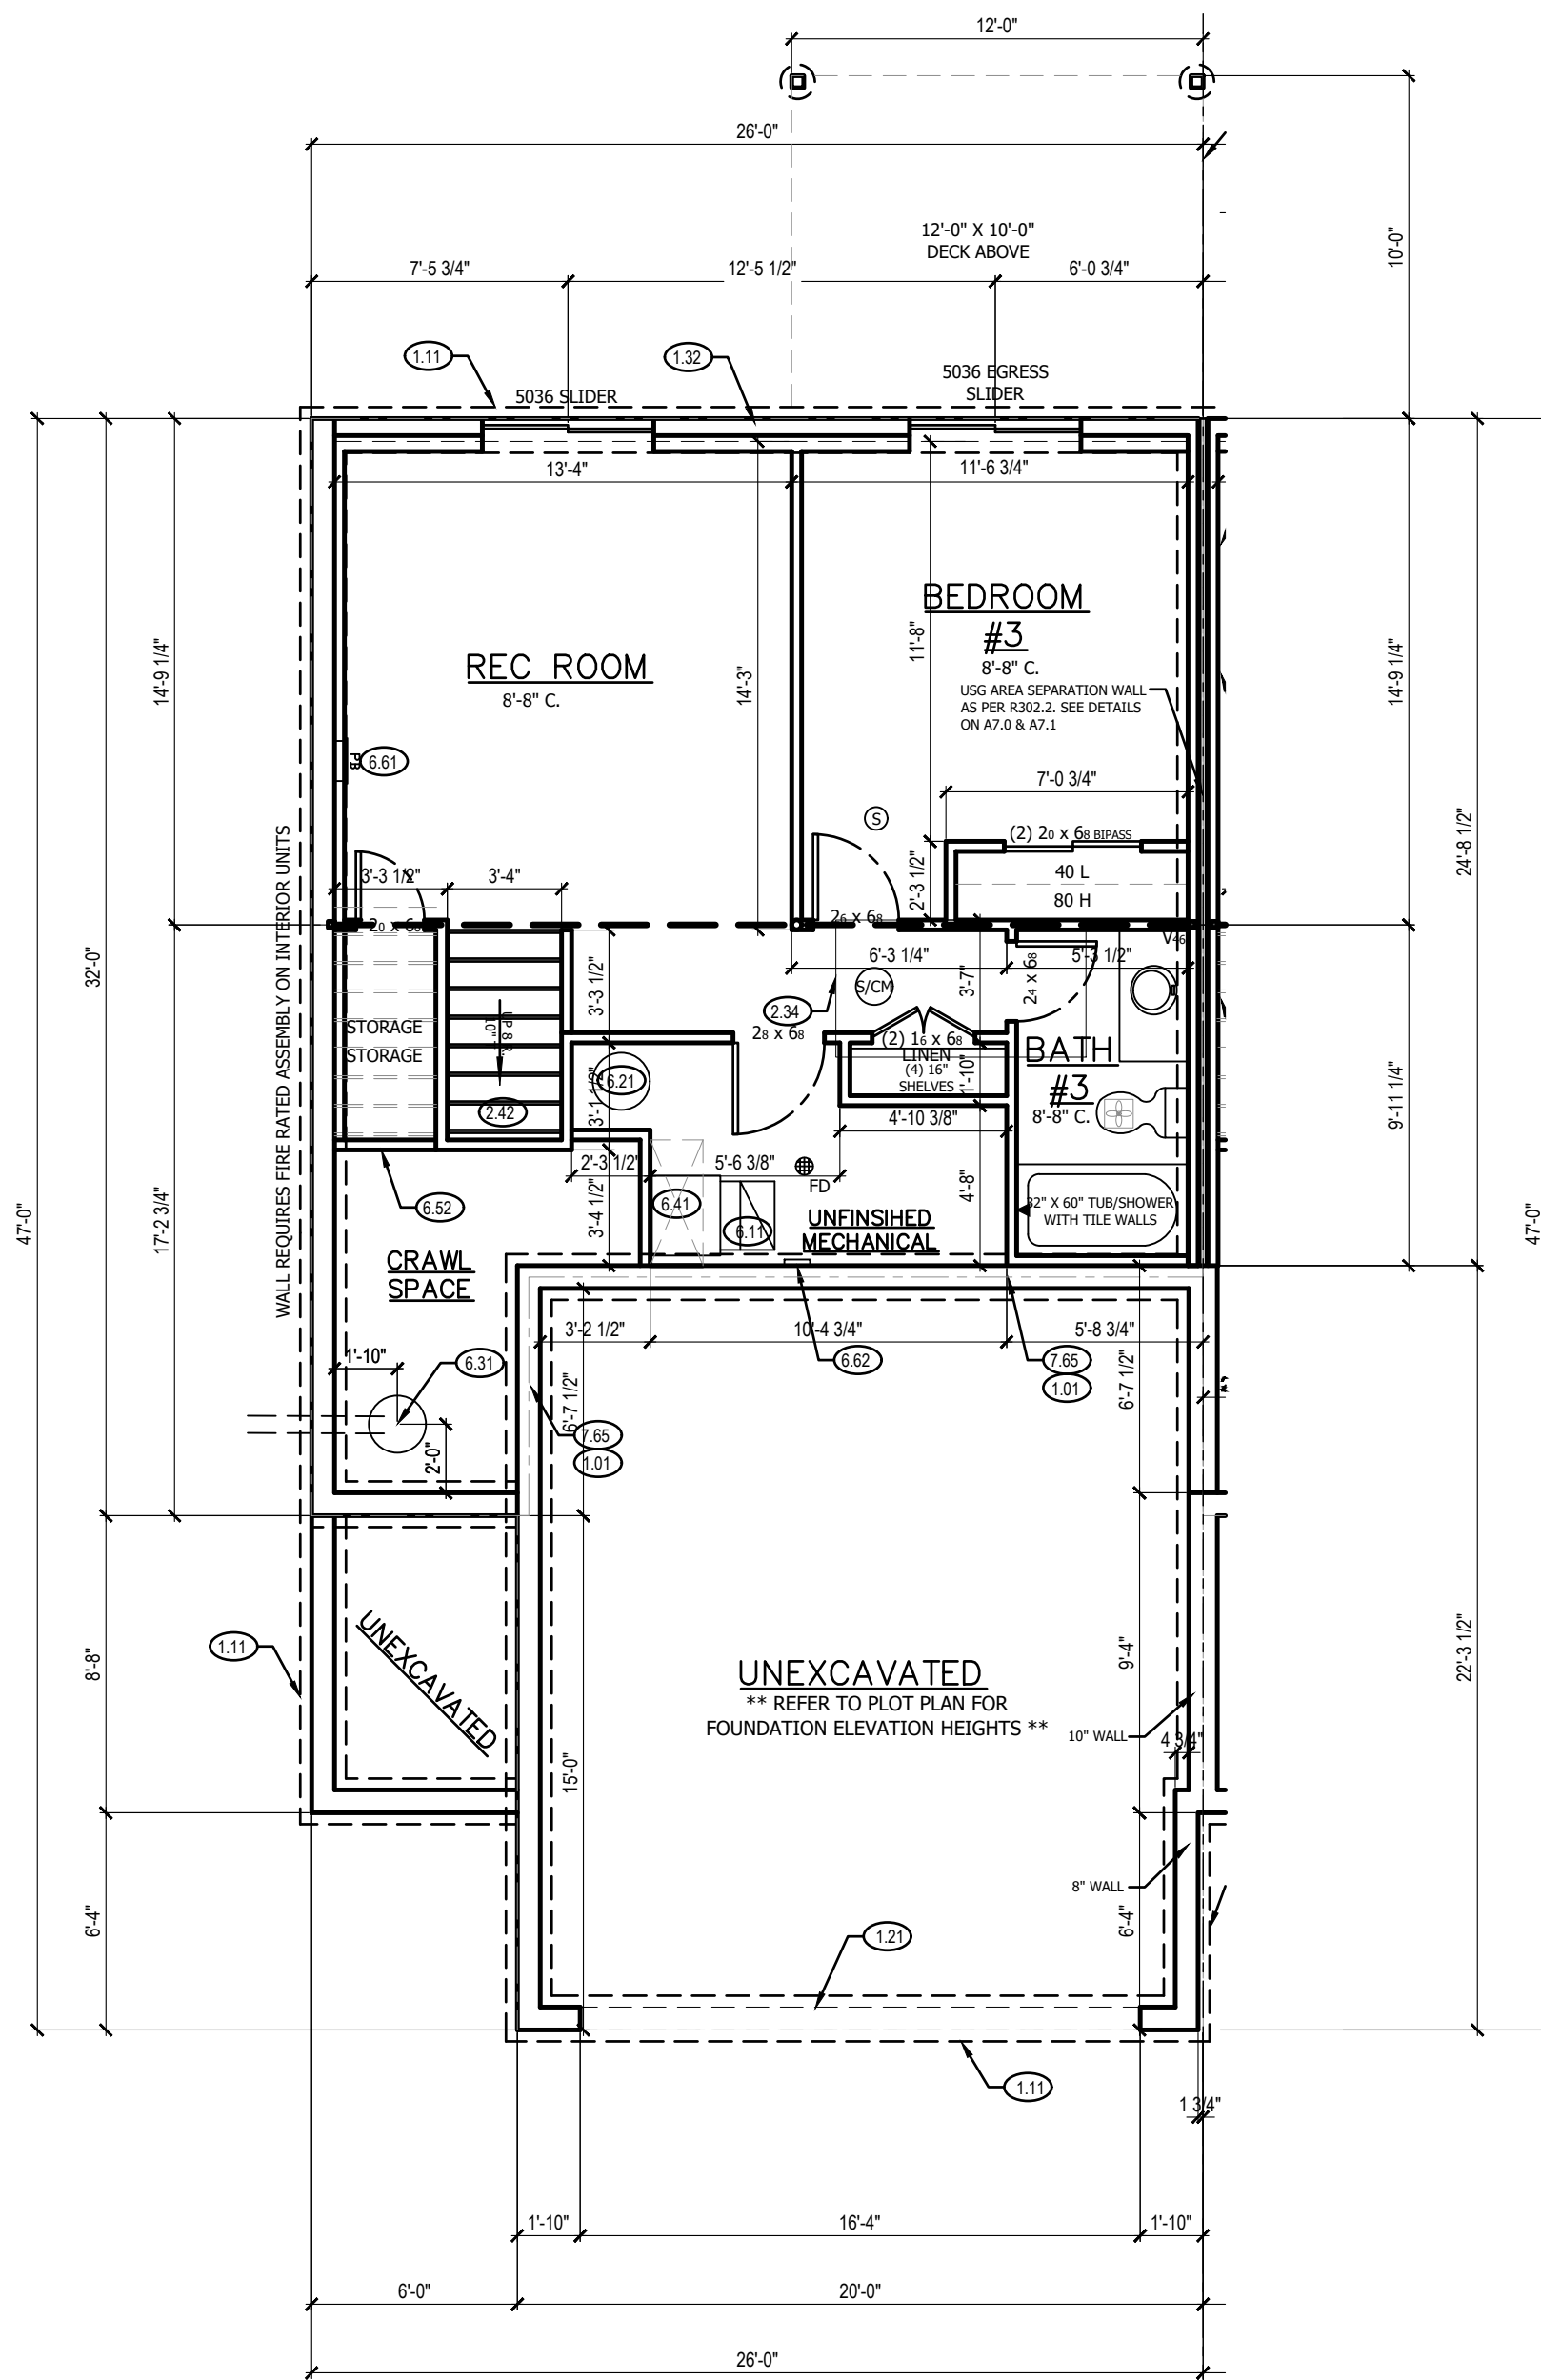 12'-0"
26'-0"
12'-0" X 10'-0"
DECK ABOVE
10'-0"
7'-5 3/4"
12'-5 1/2"
6'-0 3/4"
1.11
1.32
5036 SLIDER
5036 EGRESS
SLIDER
13'-4"
11'-6 3/4"
REC ROOM
8'-8" C.
BEDROOM
#3
8'-8" C.
USG AREA SEPARATION WALL
AS PER R302.2. SEE DETAILS
ON A7.0 & A7.1
14'-9 1/4"
14'-3"
11'-8"
14'-9 1/4"
24'-8 1/2"
PB
6.61
7'-0 3/4"
S
(2) 20 x 68 BIPASS
40 L
80 H
2'-3 1/2"
3'-3 1/2"
3'-4"
20 x 68
26 x 68
V46
6'-3 1/4"
5'-3 1/2"
WALL REQUIRES FIRE RATED ASSEMBLY ON INTERIOR UNITS
32'-0"
47'-0"
17'-2 3/4"
STORAGE
STORAGE
UP 8 R.
2.42
3'-3 1/2"
S/CM
2.34
28 x 68
3'-7"
24 x 68
(2) 16 x 68
LINEN
(4) 16"
SHELVES
1'-10"
BATH
#3
8'-8" C.
9'-11 1/4"
6.21
3'-1 1/2"
4'-10 3/8"
2'-3 1/2"
5'-6 3/8"
FD
6.41
6.11
3'-4 1/2"
4'-8"
UNFINSIHED
MECHANICAL
32" X 60" TUB/SHOWER
WITH TILE WALLS
47'-0"
6.52
CRAWL
SPACE
3'-2 1/2"
10'-4 3/4"
5'-8 3/4"
1'-10"
6.31
6.62
7.65
1.01
6'-7 1/2"
6'-7 1/2"
7.65
1.01
2'-0"
1.11
8'-8"
UNEXCAVATED
UNEXCAVATED
** REFER TO PLOT PLAN FOR
FOUNDATION ELEVATION HEIGHTS **
9'-4"
22'-3 1/2"
10" WALL
4 3/4"
15'-0"
8" WALL
6'-4"
1.21
6'-4"
1.11
1 3/4"
1'-10"
16'-4"
1'-10"
6'-0"
20'-0"
26'-0"